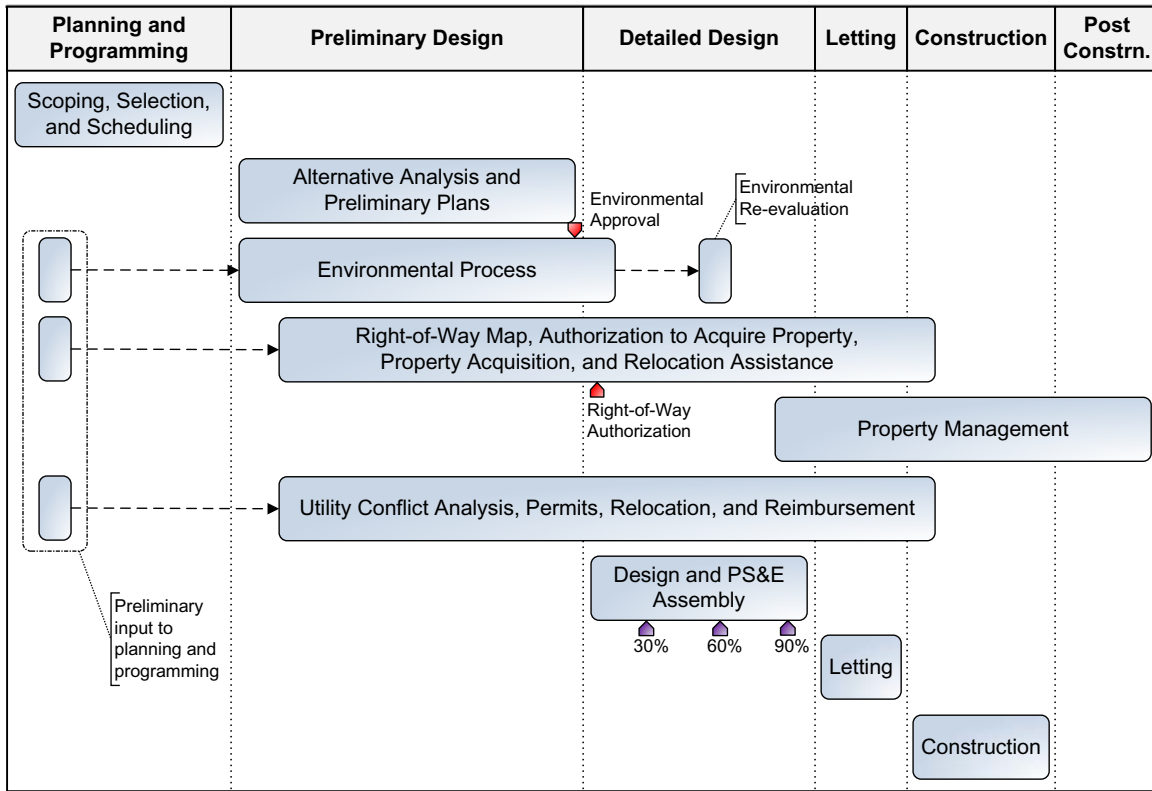 Planning and
Programming
Preliminary Design
Detailed Design
Letting
Construction
Post
Constrn.
Scoping, Selection,
and Scheduling
Alternative Analysis and
Preliminary Plans
Environmental
Approval
Environmental
Re-evaluation
Environmental Process
Right-of-Way Map, Authorization to Acquire Property,
Property Acquisition, and Relocation Assistance
Right-of-Way
Authorization
Property Management
Utility Conflict Analysis, Permits, Relocation, and Reimbursement
Design and PS&E
Assembly
30%
60%
90%
Preliminary
input to
planning and
programming
Letting
Construction